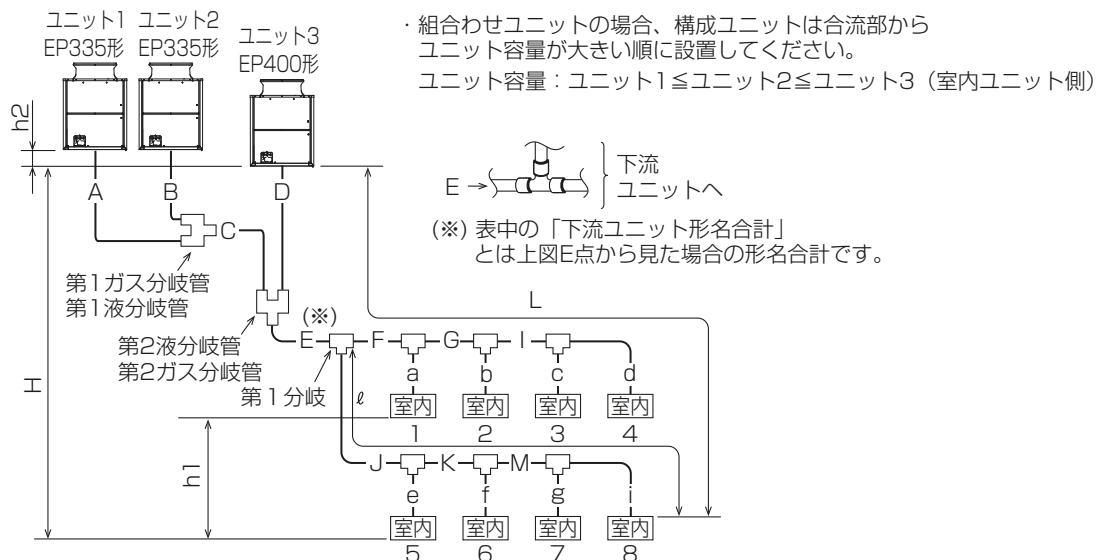 ユニット1 ユニット2
EP335形 EP335形
ユニット3
EP400形
・組合わせユニットの場合、構成ユニットは合流部から
ユニット容量が大きい順に設置してください。
ユニット容量：ユニット1≦ユニット2≦ユニット3（室内ユニット側）
h2
A
B
D
E
下流
ユニットへ
C
(※) 表中の「下流ユニット形名合計」
とは上図E点から見た場合の形名合計です。
第1ガス分岐管
第1液分岐管
L
(※)
E
F
G
I
第2液分岐管
第2ガス分岐管
第1分岐
ℓ
H
a
b
c
d
室内
室内
室内
室内
1
2
3
4
h1
J
K
M
e
f
g
i
室内
室内
室内
室内
5
6
7
8